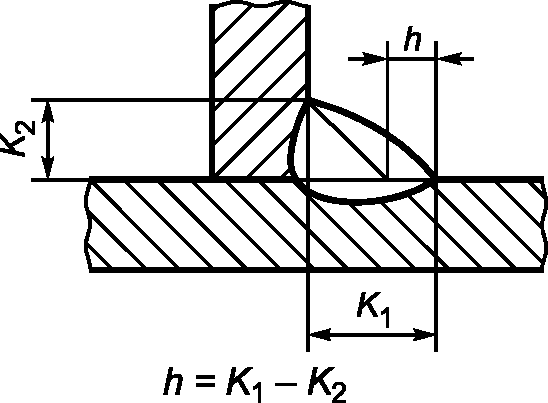 h
K₂
K₁
h = K₁ – K₂